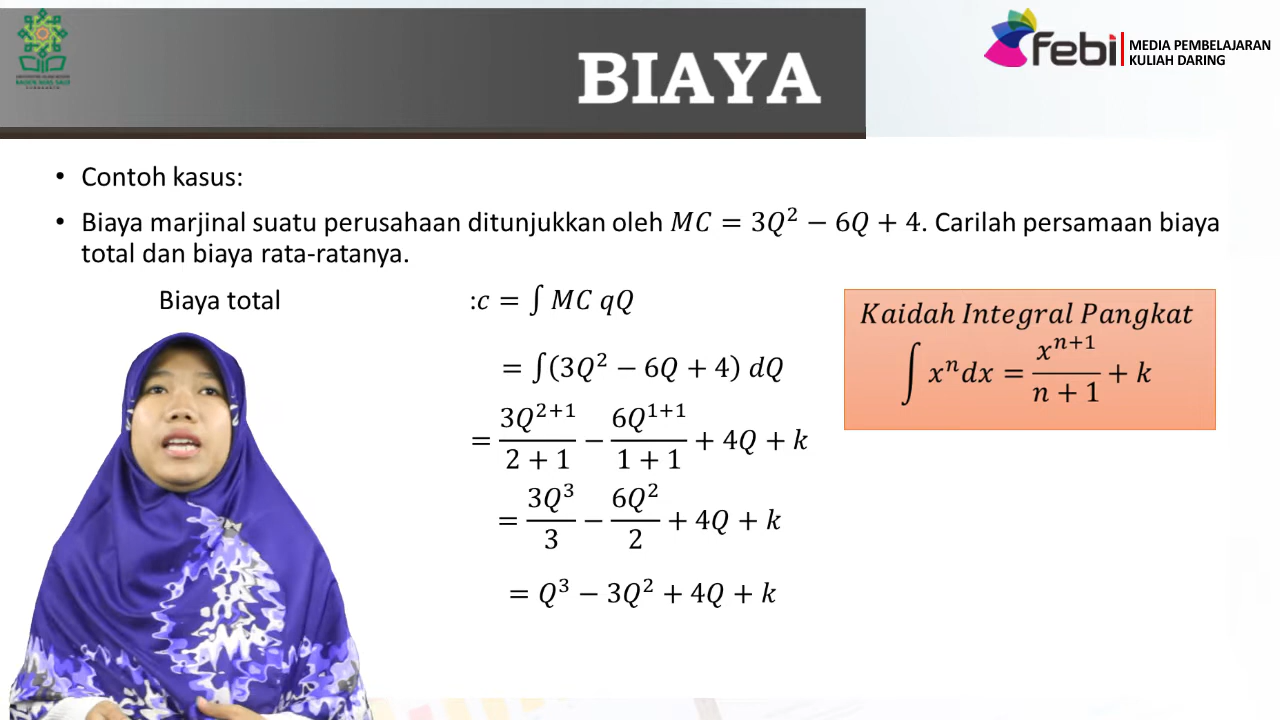 BIAYA
febi
MEDIA PEMBELAJARAN
KULIAH DARING
• Contoh kasus:
• Biaya marjinal suatu perusahaan ditunjukkan oleh MC = 3Q² − 6Q + 4. Carilah persamaan biaya
total dan biaya rata-ratanya.
Biaya total :c = ∫ MC qQ
= ∫(3Q² − 6Q + 4) dQ
= 3Q²⁺¹/2 + 1 − 6Q¹⁺¹/1 + 1 + 4Q + k
= 3Q³/3 − 6Q²/2 + 4Q + k
= Q³ − 3Q² + 4Q + k
Kaidah Integral Pangkat
∫ xⁿdx = xⁿ⁺¹/n + 1 + k